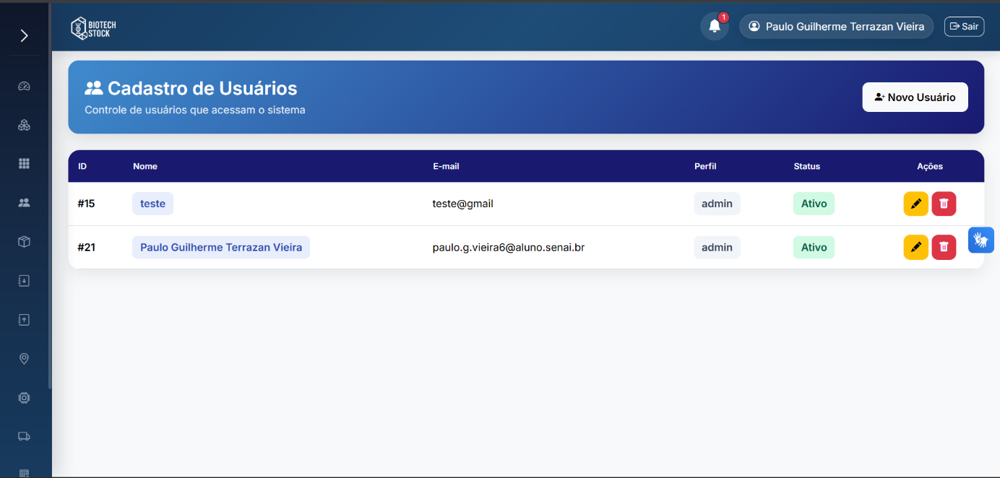 BIOTECH
STOCK
1
Paulo Guilherme Terrazan Vieira
Sair
Cadastro de Usuários
Controle de usuários que acessam o sistema
Novo Usuário
ID Nome E-mail Perfil Status Ações
#15 teste teste@gmail admin Ativo
#21 Paulo Guilherme Terrazan Vieira paulo.g.vieira6@aluno.senai.br admin Ativo